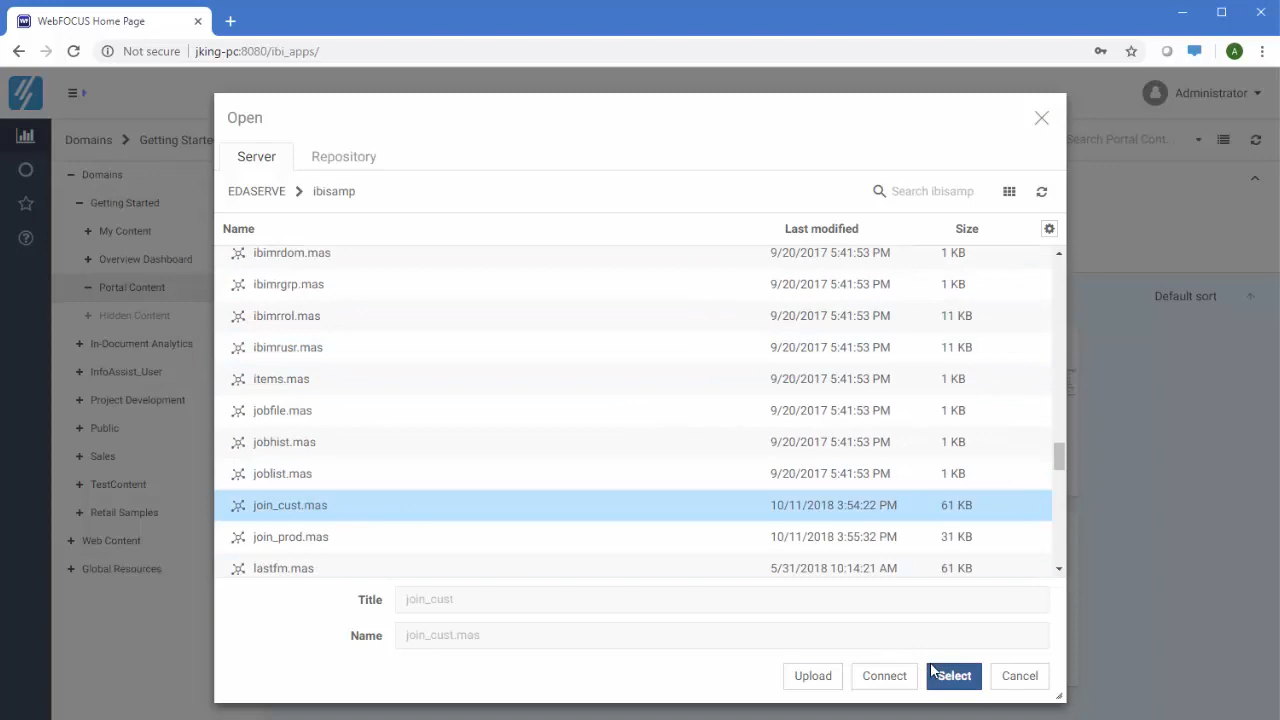 WebFOCUS Home Page
Not secure jking-pc:8080/ibi_apps/
A
Administrator
Domains Getting Starte
Search Portal Cont.
Domains
Getting Started
My Content
Overview Dashboard
Portal Content
Hidden Content
In-Document Analytics
InfoAssist_User
Project Development
Public
Sales
TestContent
Retail Samples
Web Content
Global Resources
Default sort
Open
Server Repository
EDASERVE ibisamp
Search ibisamp
Name Last modified Size
ibimrdom.mas 9/20/2017 5:41:53 PM 1 KB
ibimrgrp.mas 9/20/2017 5:41:53 PM 1 KB
ibimrrol.mas 9/20/2017 5:41:53 PM 11 KB
ibimrusr.mas 9/20/2017 5:41:53 PM 11 KB
items.mas 9/20/2017 5:41:53 PM 1 KB
jobfile.mas 9/20/2017 5:41:53 PM 1 KB
jobhist.mas 9/20/2017 5:41:53 PM 1 KB
joblist.mas 9/20/2017 5:41:53 PM 1 KB
join_cust.mas 10/11/2018 3:54:22 PM 61 KB
join_prod.mas 10/11/2018 3:55:32 PM 31 KB
lastfm.mas 5/31/2018 10:14:21 AM 61 KB
Title join_cust
Name join_cust.mas
Upload Connect Select Cancel